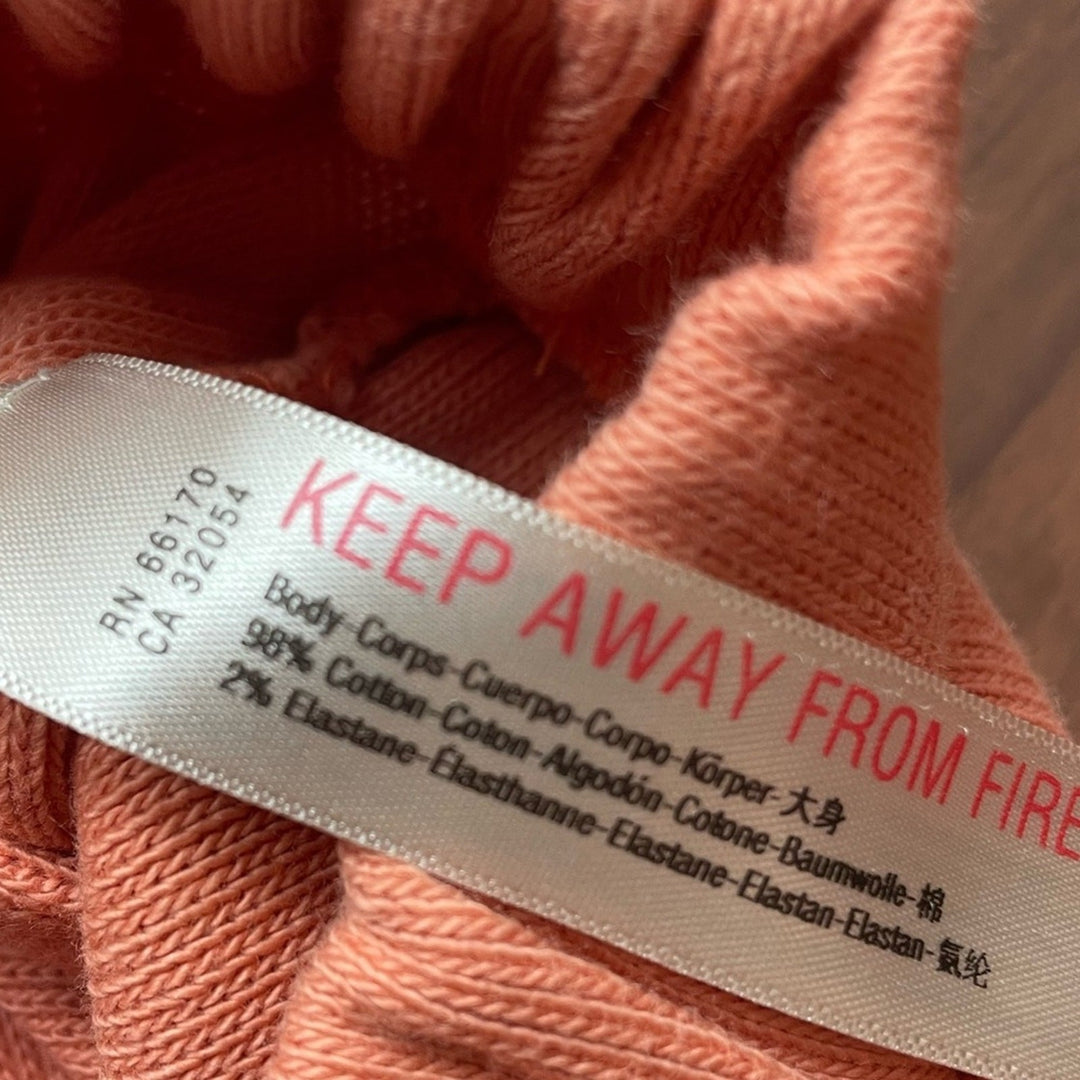 RN 66170
CA 32054
KEEP AWAY FROM FIRE
Body-Corps-Cuerpo-Corpo-Körper-大身
98% Cotton-Coton-Algodón-Cotone-Baumwolle-棉
2% Elastane-Élasthanne-Elastane-Elastan-Elastan-氨纶